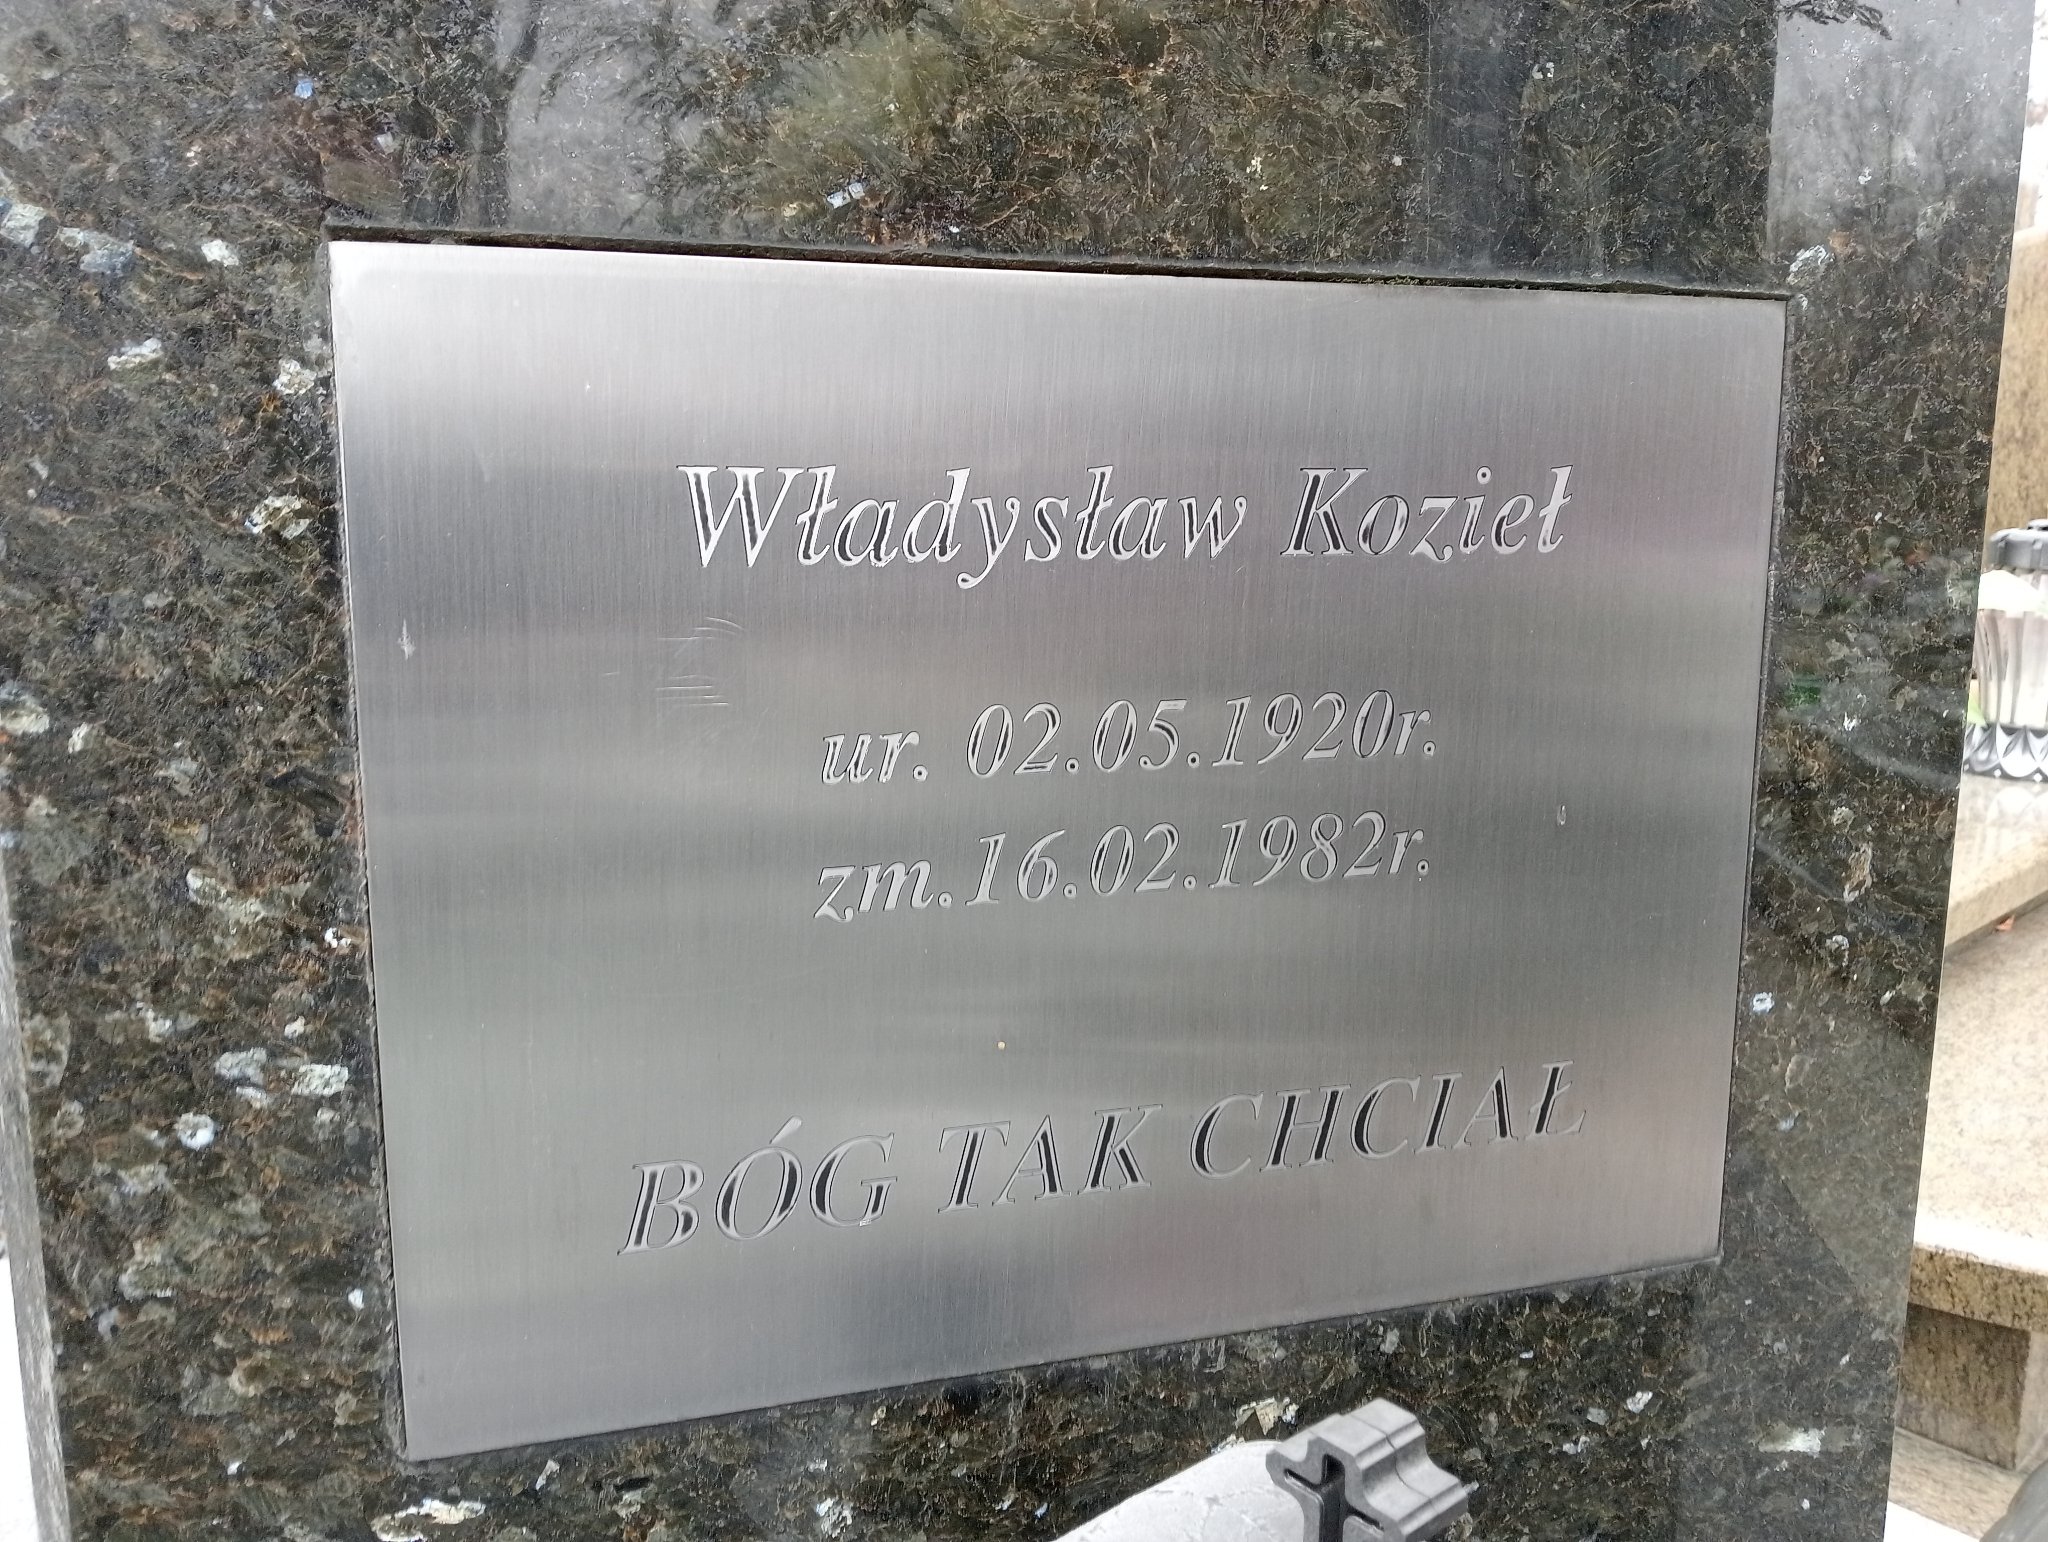 Władysław Kozieł
ur. 02.05.1920r.
zm.16.02.1982r.
BÓG TAK CHCIAŁ